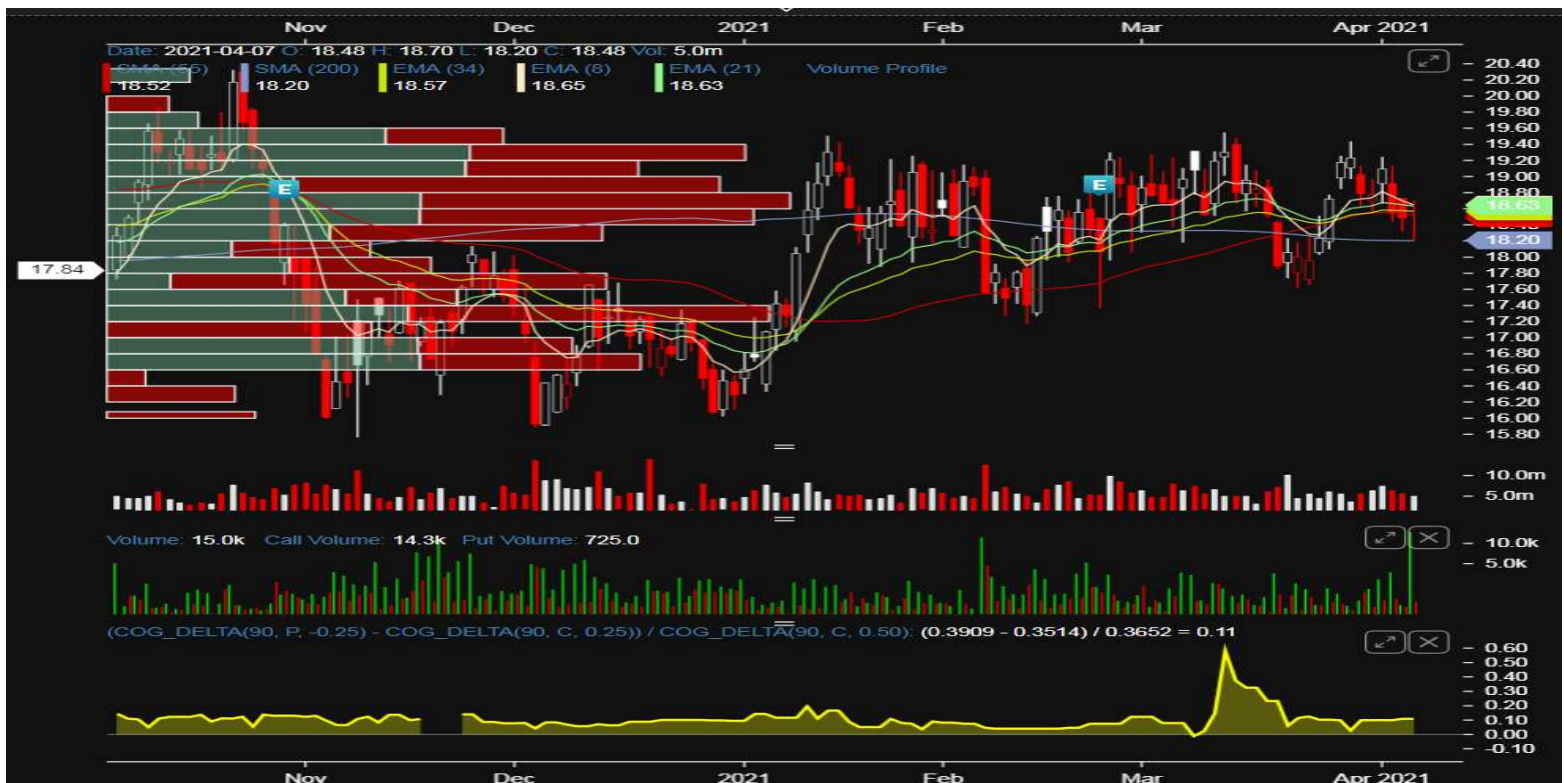 Nov Dec 2021 Feb Mar Apr 2021
Date: 2021-04-07 O: 18.48 H: 18.70 L: 18.20 C: 18.48 Vol: 5.0m
SMA (55) SMA (200) EMA (34) EMA (8) EMA (21) Volume Profile
18.52 18.20 18.57 18.65 18.63
20.40
20.20
20.00
19.80
19.60
19.40
19.20
19.00
E
E
18.80
18.63
18.20
18.00
17.84
17.80
17.60
17.40
17.20
17.00
16.80
16.60
16.40
16.20
16.00
15.80
10.0m
5.0m
Volume: 15.0k Call Volume: 14.3k Put Volume: 725.0
10.0k
5.0k
(COG_DELTA(90, P, -0.25) - COG_DELTA(90, C, 0.25)) / COG_DELTA(90, C, 0.50): (0.3909 - 0.3514) / 0.3652 = 0.11
0.60
0.50
0.40
0.30
0.20
0.10
0.00
-0.10
Nov Dec 2021 Feb Mar Apr 2021